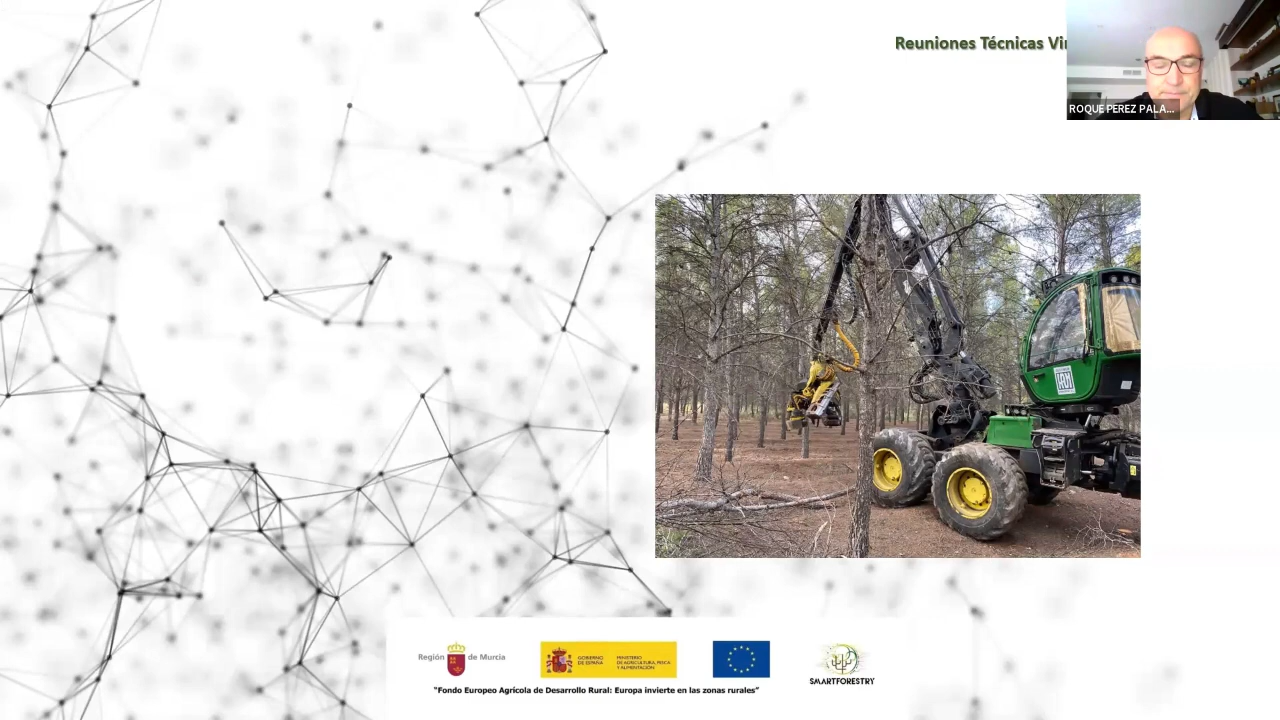 Reuniones Técnicas
ROQUE PEREZ PALA...
Región de Murcia
GOBIERNO
DE ESPAÑA
MINISTERIO
DE AGRICULTURA, PESCA
Y ALIMENTACIÓN
SMARTFORESTRY
"Fondo Europeo Agrícola de Desarrollo Rural: Europa invierte en las zonas rurales"